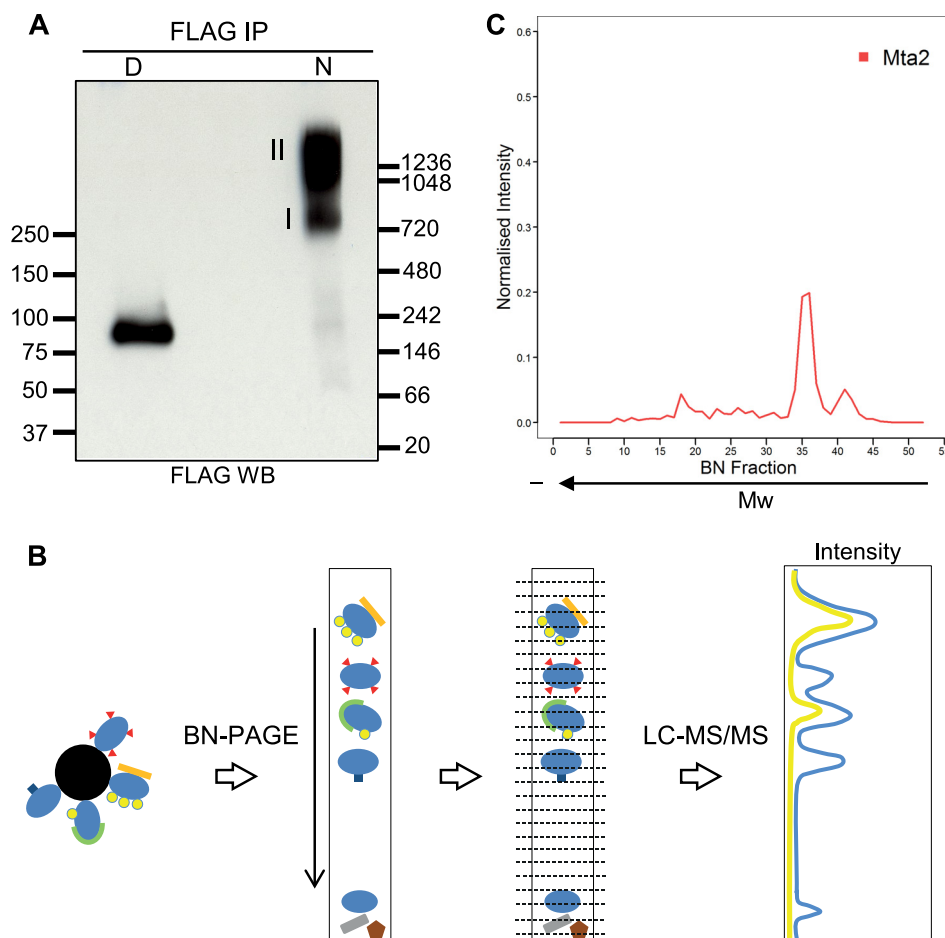 A
FLAG IP
D N
II
I
250
150
100
75
50
37
1236
1048
720
480
242
146
66
20
FLAG WB
C
Normalised Intensity
0.6
0.5
0.4
0.3
0.2
0.1
0.0
Mta2
0 5 10 15 20 25 30 35 40 45 50 55
BN Fraction
– Mw
B
BN-PAGE
LC-MS/MS
Intensity